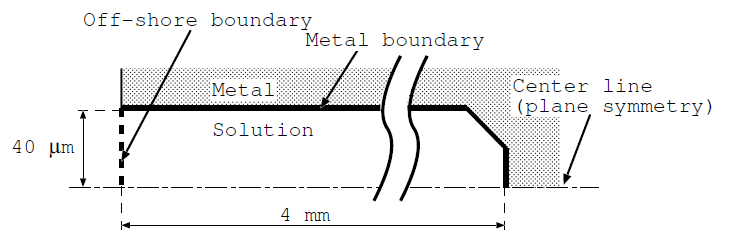 Off-shore boundary
Metal boundary
Metal
Center line
(plane symmetry)
Solution
40 μm
4 mm